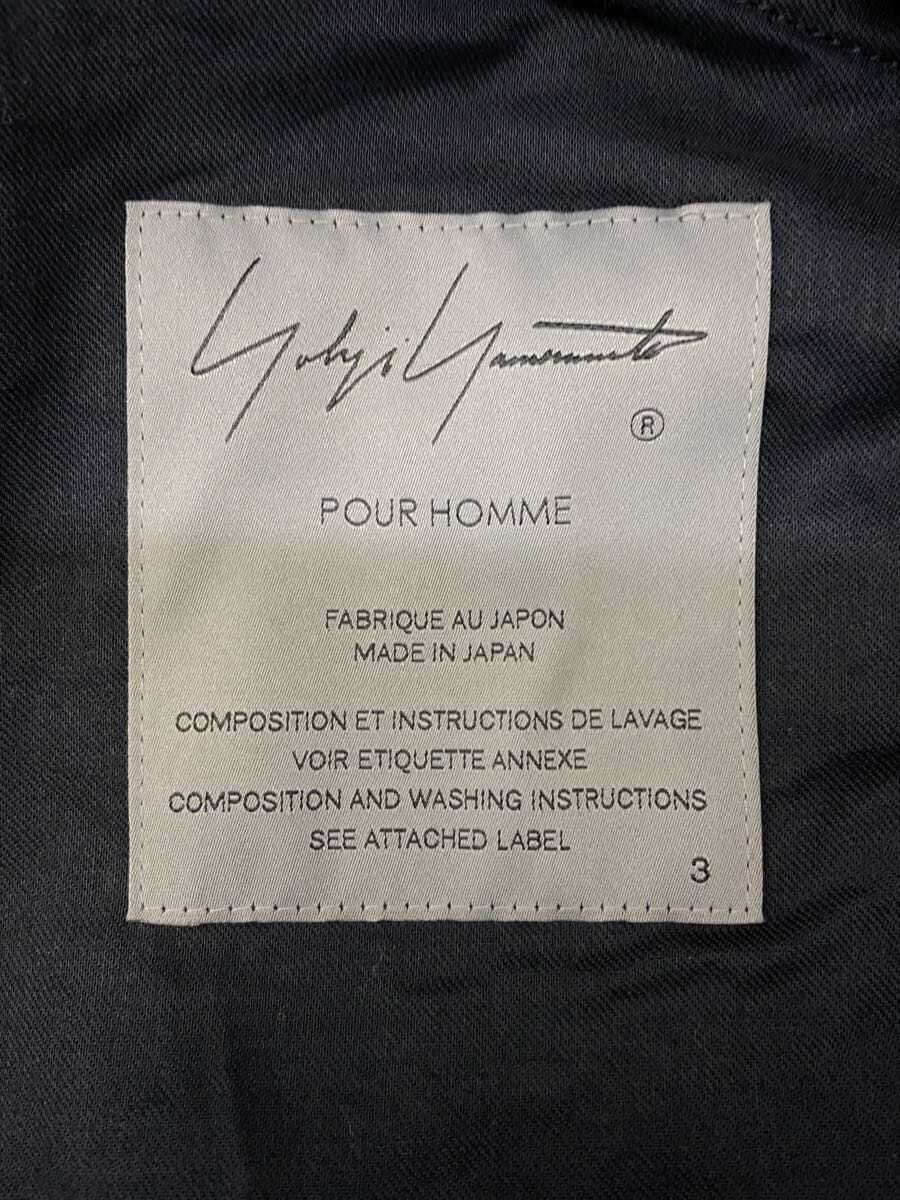 Yohji Yamamoto
®
POUR HOMME
FABRIQUE AU JAPON
MADE IN JAPAN
COMPOSITION ET INSTRUCTIONS DE LAVAGE
VOIR ETIQUETTE ANNEXE
COMPOSITION AND WASHING INSTRUCTIONS
SEE ATTACHED LABEL
3